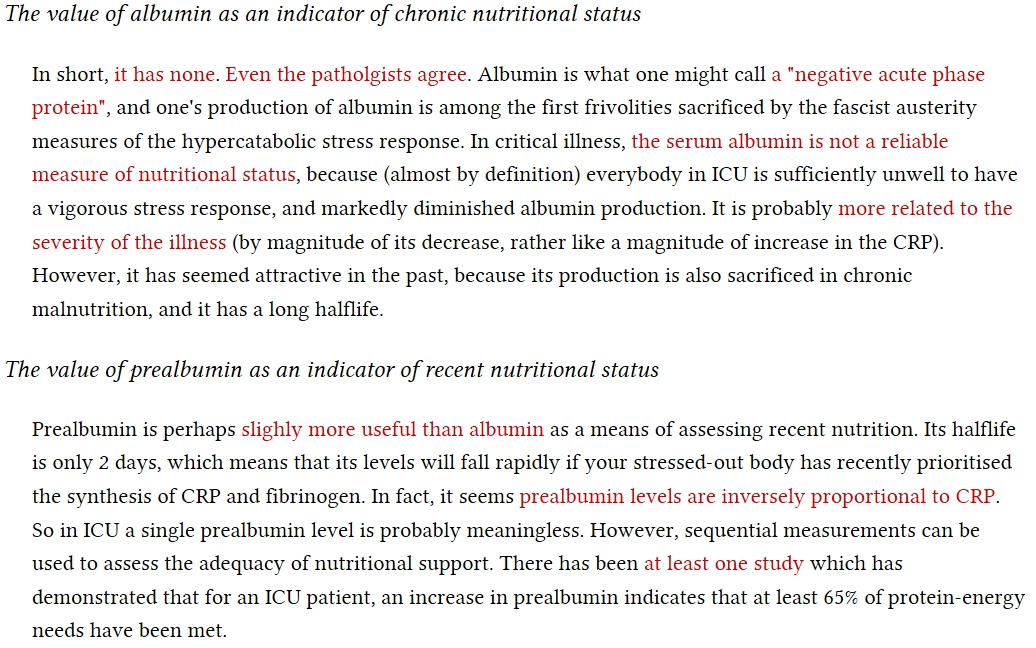 The value of albumin as an indicator of chronic nutritional status
In short, it has none. Even the patholgists agree. Albumin is what one might call a "negative acute phase
protein", and one's production of albumin is among the first frivolities sacrificed by the fascist austerity
measures of the hypercatabolic stress response. In critical illness, the serum albumin is not a reliable
measure of nutritional status, because (almost by definition) everybody in ICU is sufficiently unwell to have
a vigorous stress response, and markedly diminished albumin production. It is probably more related to the
severity of the illness (by magnitude of its decrease, rather like a magnitude of increase in the CRP).
However, it has seemed attractive in the past, because its production is also sacrificed in chronic
malnutrition, and it has a long halflife.
The value of prealbumin as an indicator of recent nutritional status
Prealbumin is perhaps slighly more useful than albumin as a means of assessing recent nutrition. Its halflife
is only 2 days, which means that its levels will fall rapidly if your stressed-out body has recently prioritised
the synthesis of CRP and fibrinogen. In fact, it seems prealbumin levels are inversely proportional to CRP.
So in ICU a single prealbumin level is probably meaningless. However, sequential measurements can be
used to assess the adequacy of nutritional support. There has been at least one study which has
demonstrated that for an ICU patient, an increase in prealbumin indicates that at least 65% of protein-energy
needs have been met.